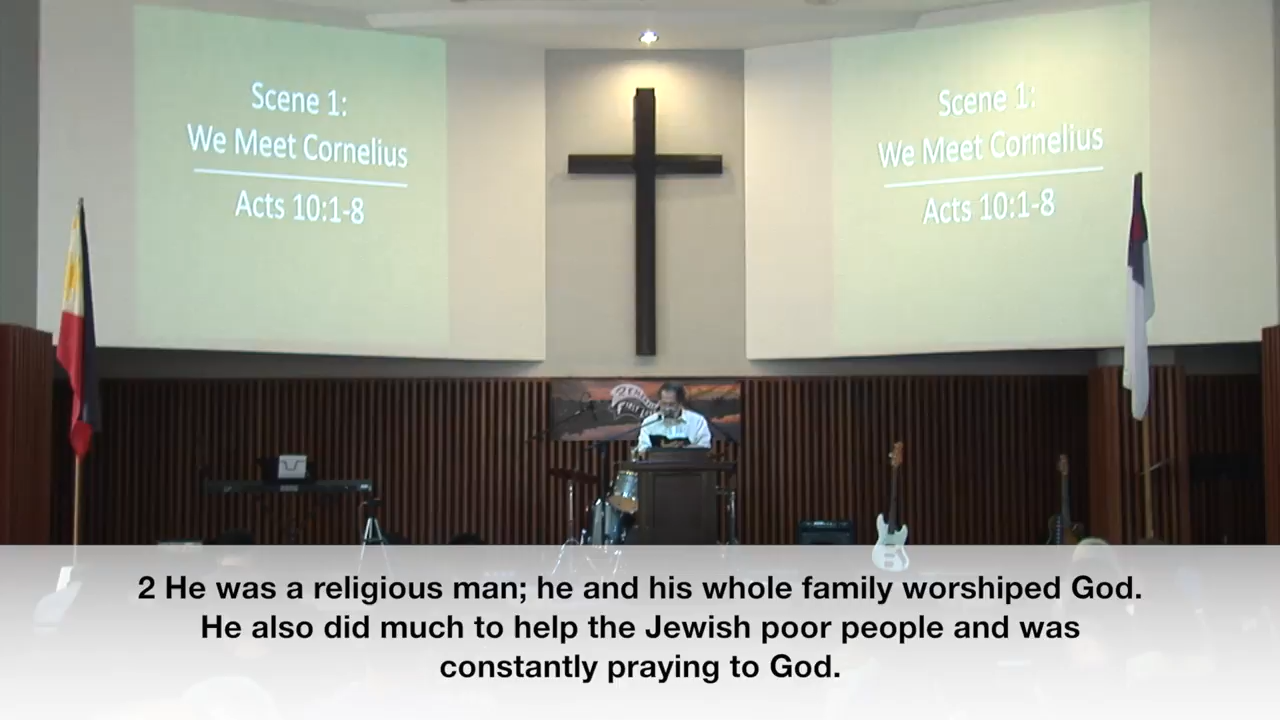 Scene 1:
We Meet Cornelius
Acts 10:1-8
Scene 1:
We Meet Cornelius
Acts 10:1-8
2 He was a religious man; he and his whole family worshiped God.
He also did much to help the Jewish poor people and was
constantly praying to God.